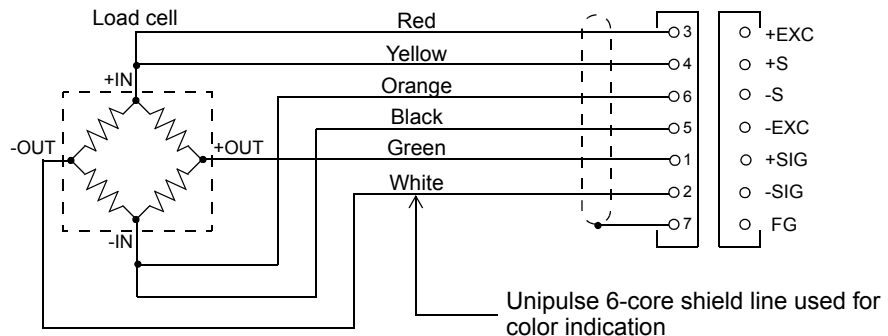 Load cell
Red
3
+EXC
Yellow
4
+S
+IN
Orange
6
-S
Black
5
-EXC
-OUT
+OUT
Green
1
+SIG
White
2
-SIG
-IN
7
FG
Unipulse 6-core shield line used for
color indication